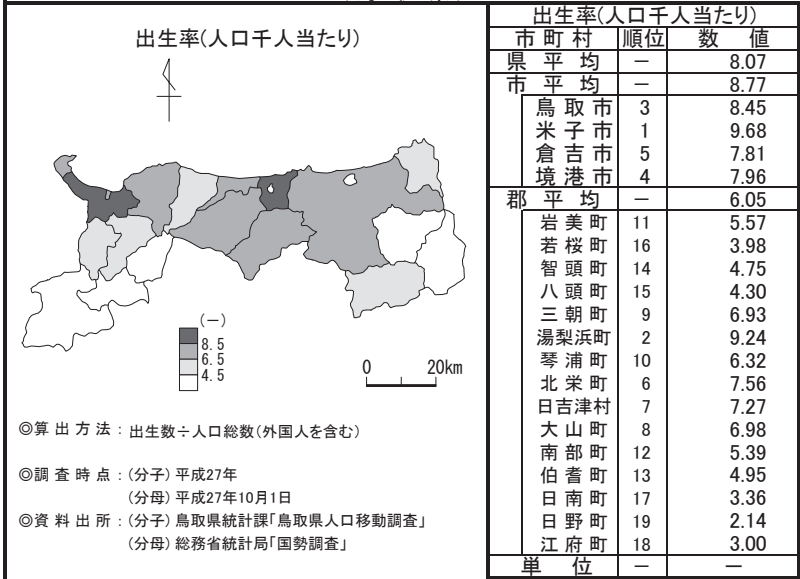 出生率(人口千人当たり)
(-)
8.5
6.5
4.5
0 20km
◎算出方法：出生数÷人口総数(外国人を含む)
◎調査時点：(分子)平成27年
(分母)平成27年10月1日
◎資料出所：(分子)鳥取県統計課「鳥取県人口移動調査」
(分母)総務省統計局「国勢調査」
出生率(人口千人当たり)
市町村 順位 数値
県平均 － 8.07
市平均 － 8.77
鳥取市 3 8.45
米子市 1 9.68
倉吉市 5 7.81
境港市 4 7.96
郡平均 － 6.05
岩美町 11 5.57
若桜町 16 3.98
智頭町 14 4.75
八頭町 15 4.30
三朝町 9 6.93
湯梨浜町 2 9.24
琴浦町 10 6.32
北栄町 6 7.56
日吉津村 7 7.27
大山町 8 6.98
南部町 12 5.39
伯耆町 13 4.95
日南町 17 3.36
日野町 19 2.14
江府町 18 3.00
単位 － －